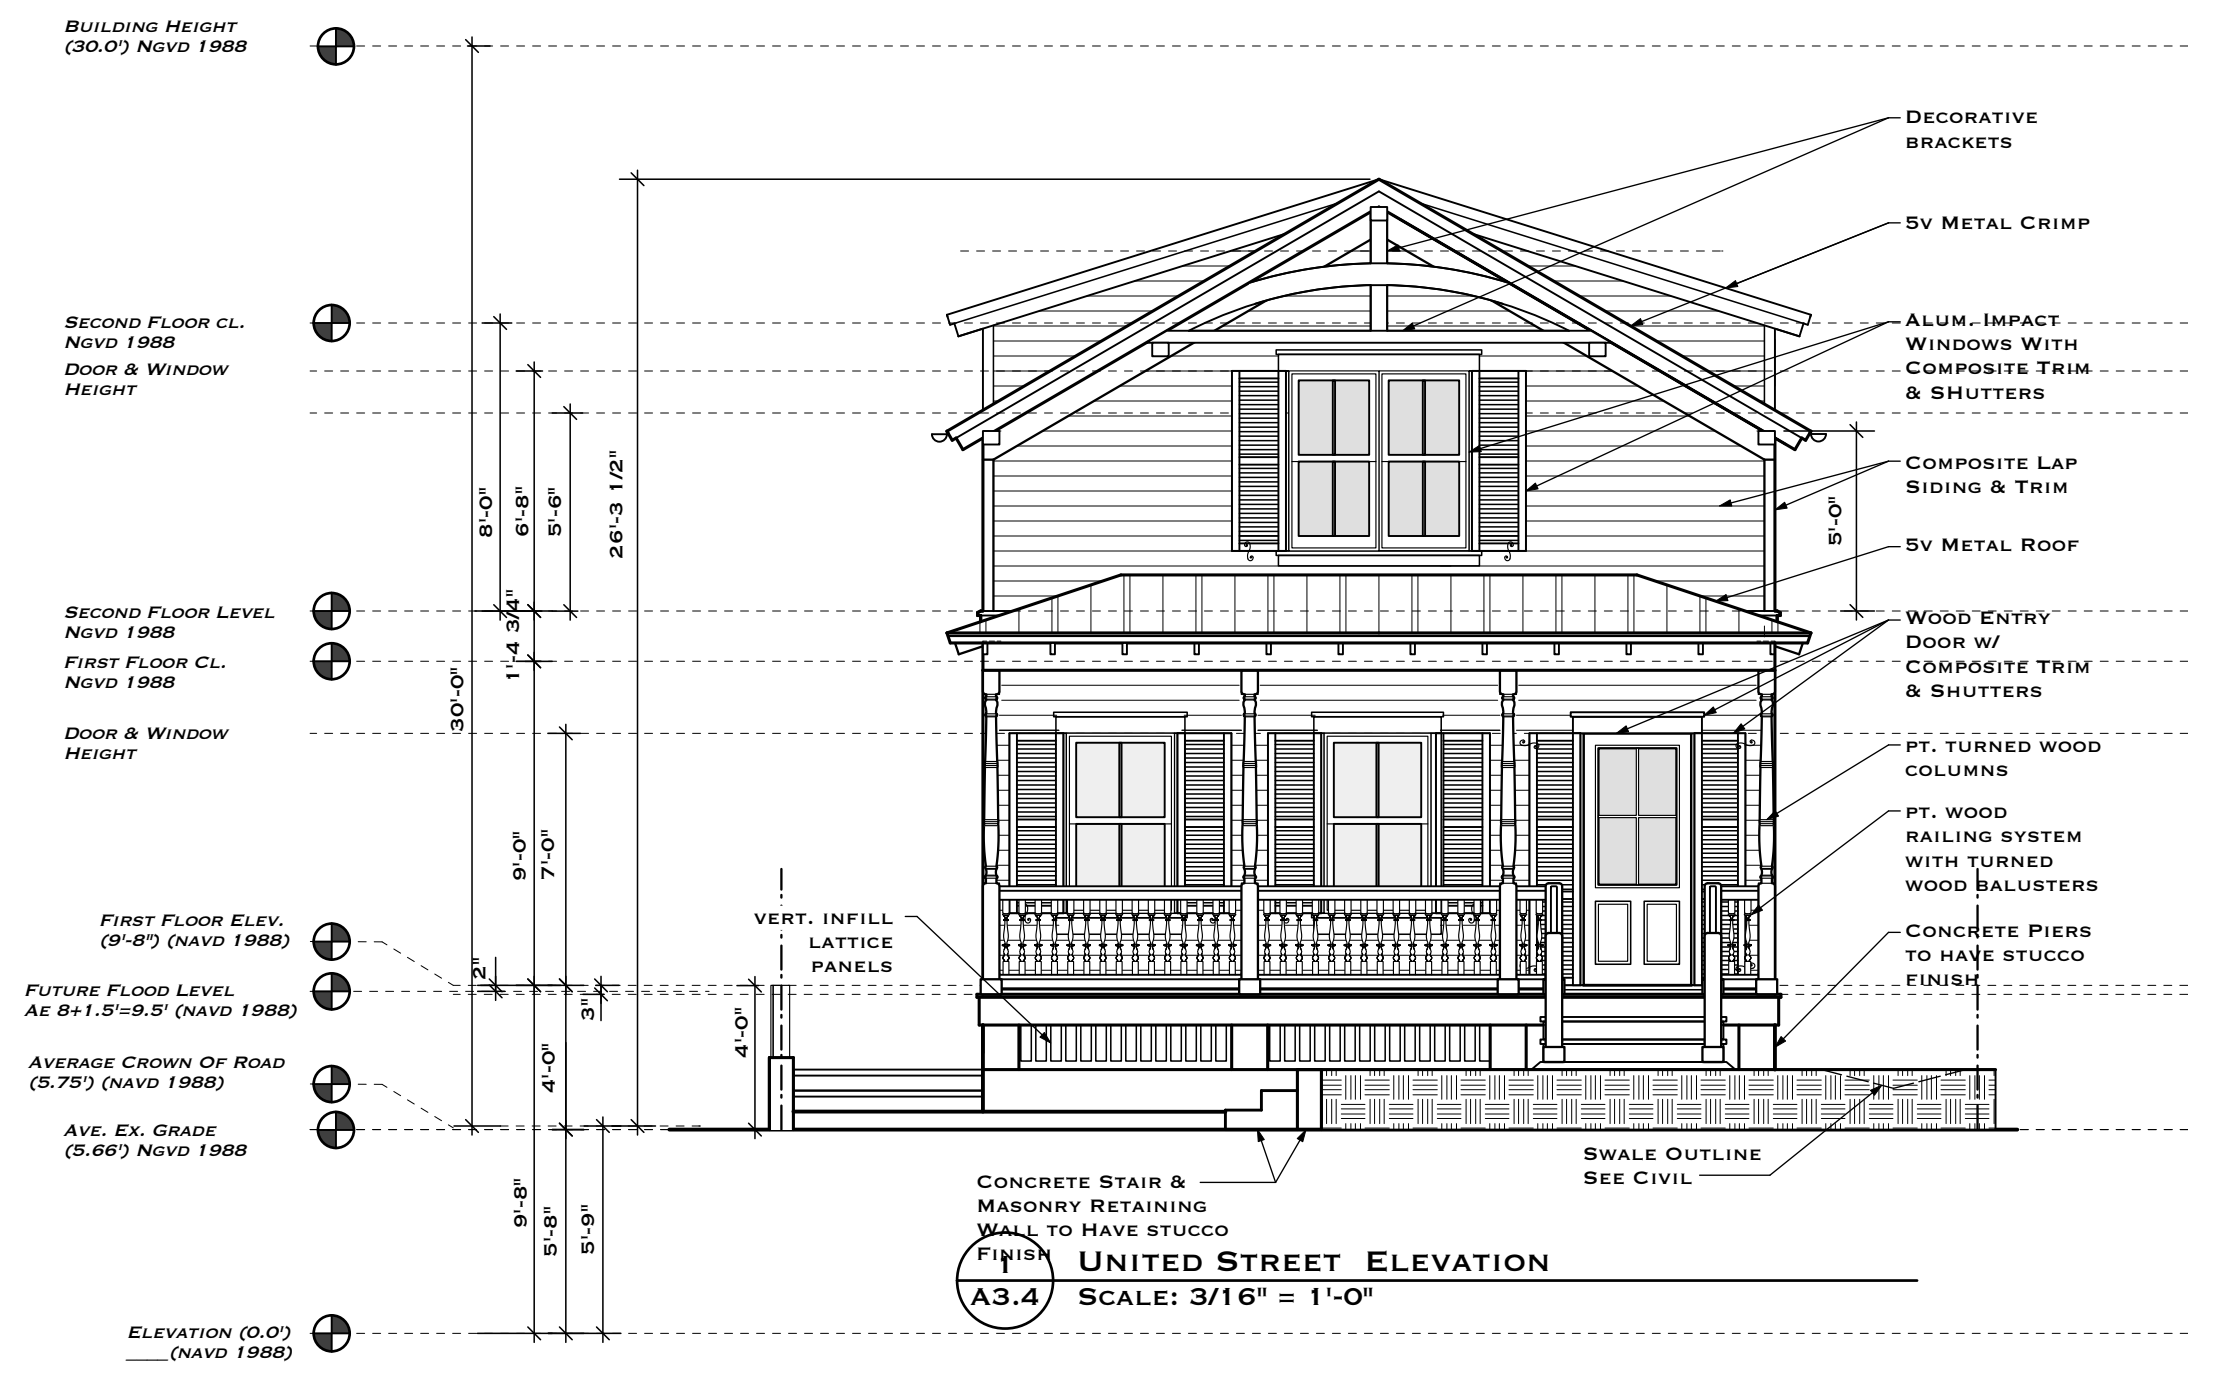 Building Height
(30.0') Ngvd 1988
Second Floor cl.
Ngvd 1988
Door & Window
Height
Second Floor Level
Ngvd 1988
First Floor Cl.
Ngvd 1988
Door & Window
Height
First Floor Elev.
(9'-8") (navd 1988)
Future Flood Level
Ae 8+1.5'=9.5' (navd 1988)
Average Crown Of Road
(5.75') (navd 1988)
Ave. Ex. Grade
(5.66') Ngvd 1988
Elevation (0.0')
____(navd 1988)
30'-0"
8'-0"
6'-8"
5'-6"
26'-3 1/2"
1'-4 3/4"
9'-0"
7'-0"
2"
3"
4'-0"
4'-0"
9'-8"
5'-8"
5'-9"
5'-0"
vert. infill
lattice
panels
Decorative
brackets
5v Metal Crimp
Alum. Impact
Windows With
Composite Trim
& SHutters
Composite Lap
Siding & Trim
5v Metal Roof
Wood Entry
Door w/
Composite Trim
& Shutters
pt. turned wood
columns
pt. wood
railing system
with turned
wood balusters
Concrete Piers
to have stucco
finish
Swale Outline
See Civil
Concrete Stair &
Masonry Retaining
Wall to Have stucco
Finish
1
A3.4
United Street Elevation
Scale: 3/16" = 1'-0"